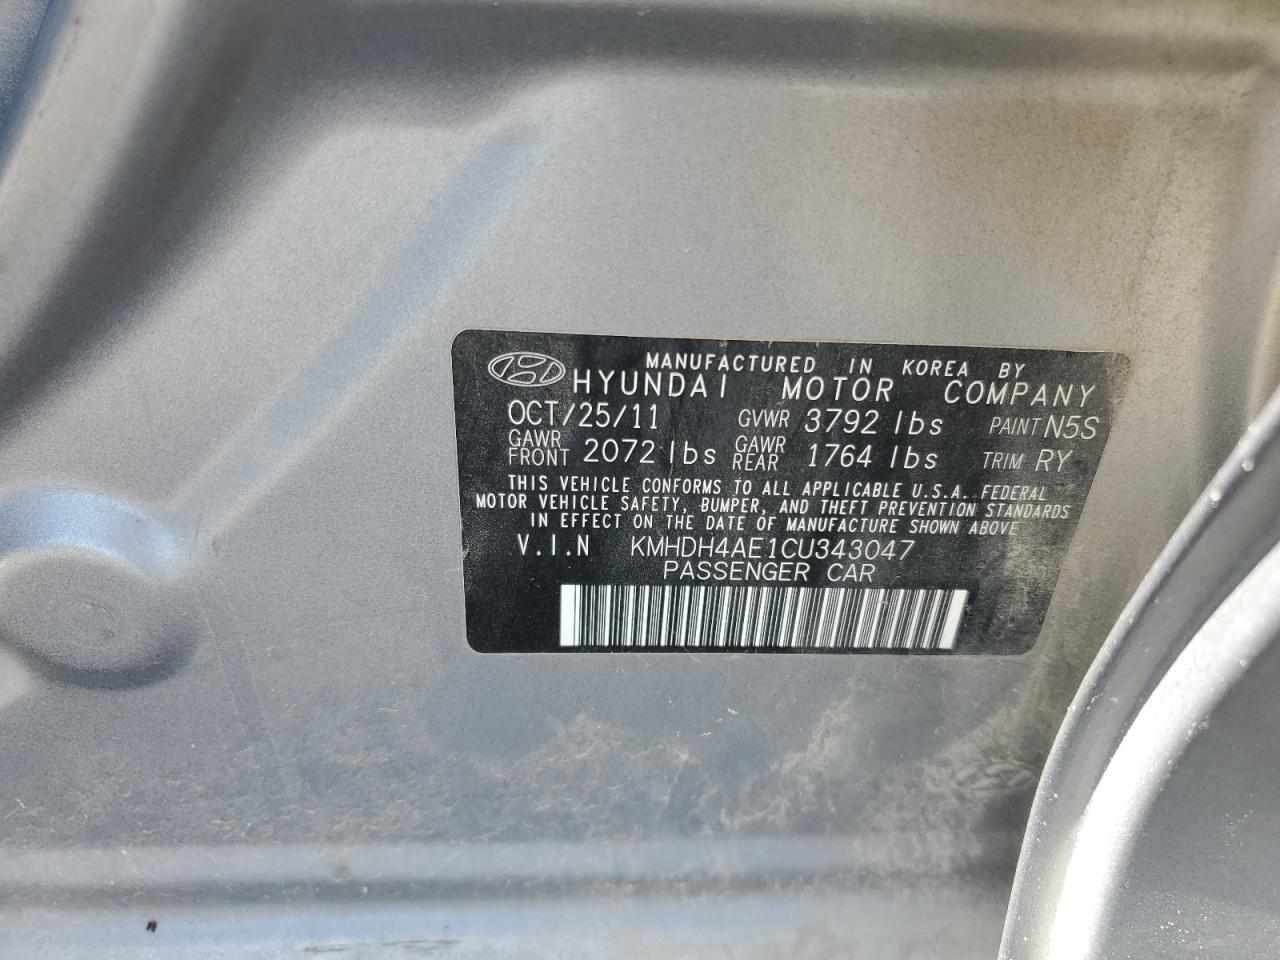 MANUFACTURED IN KOREA BY
HYUNDAI MOTOR COMPANY
OCT/25/11 GVWR 3792 lbs PAINT N5S
GAWR FRONT 2072 lbs GAWR REAR 1764 lbs TRIM RY
THIS VEHICLE CONFORMS TO ALL APPLICABLE U.S.A. FEDERAL
MOTOR VEHICLE SAFETY, BUMPER, AND THEFT PREVENTION STANDARDS
IN EFFECT ON THE DATE OF MANUFACTURE SHOWN ABOVE
V.I.N KMHDH4AE1CU343047
PASSENGER CAR